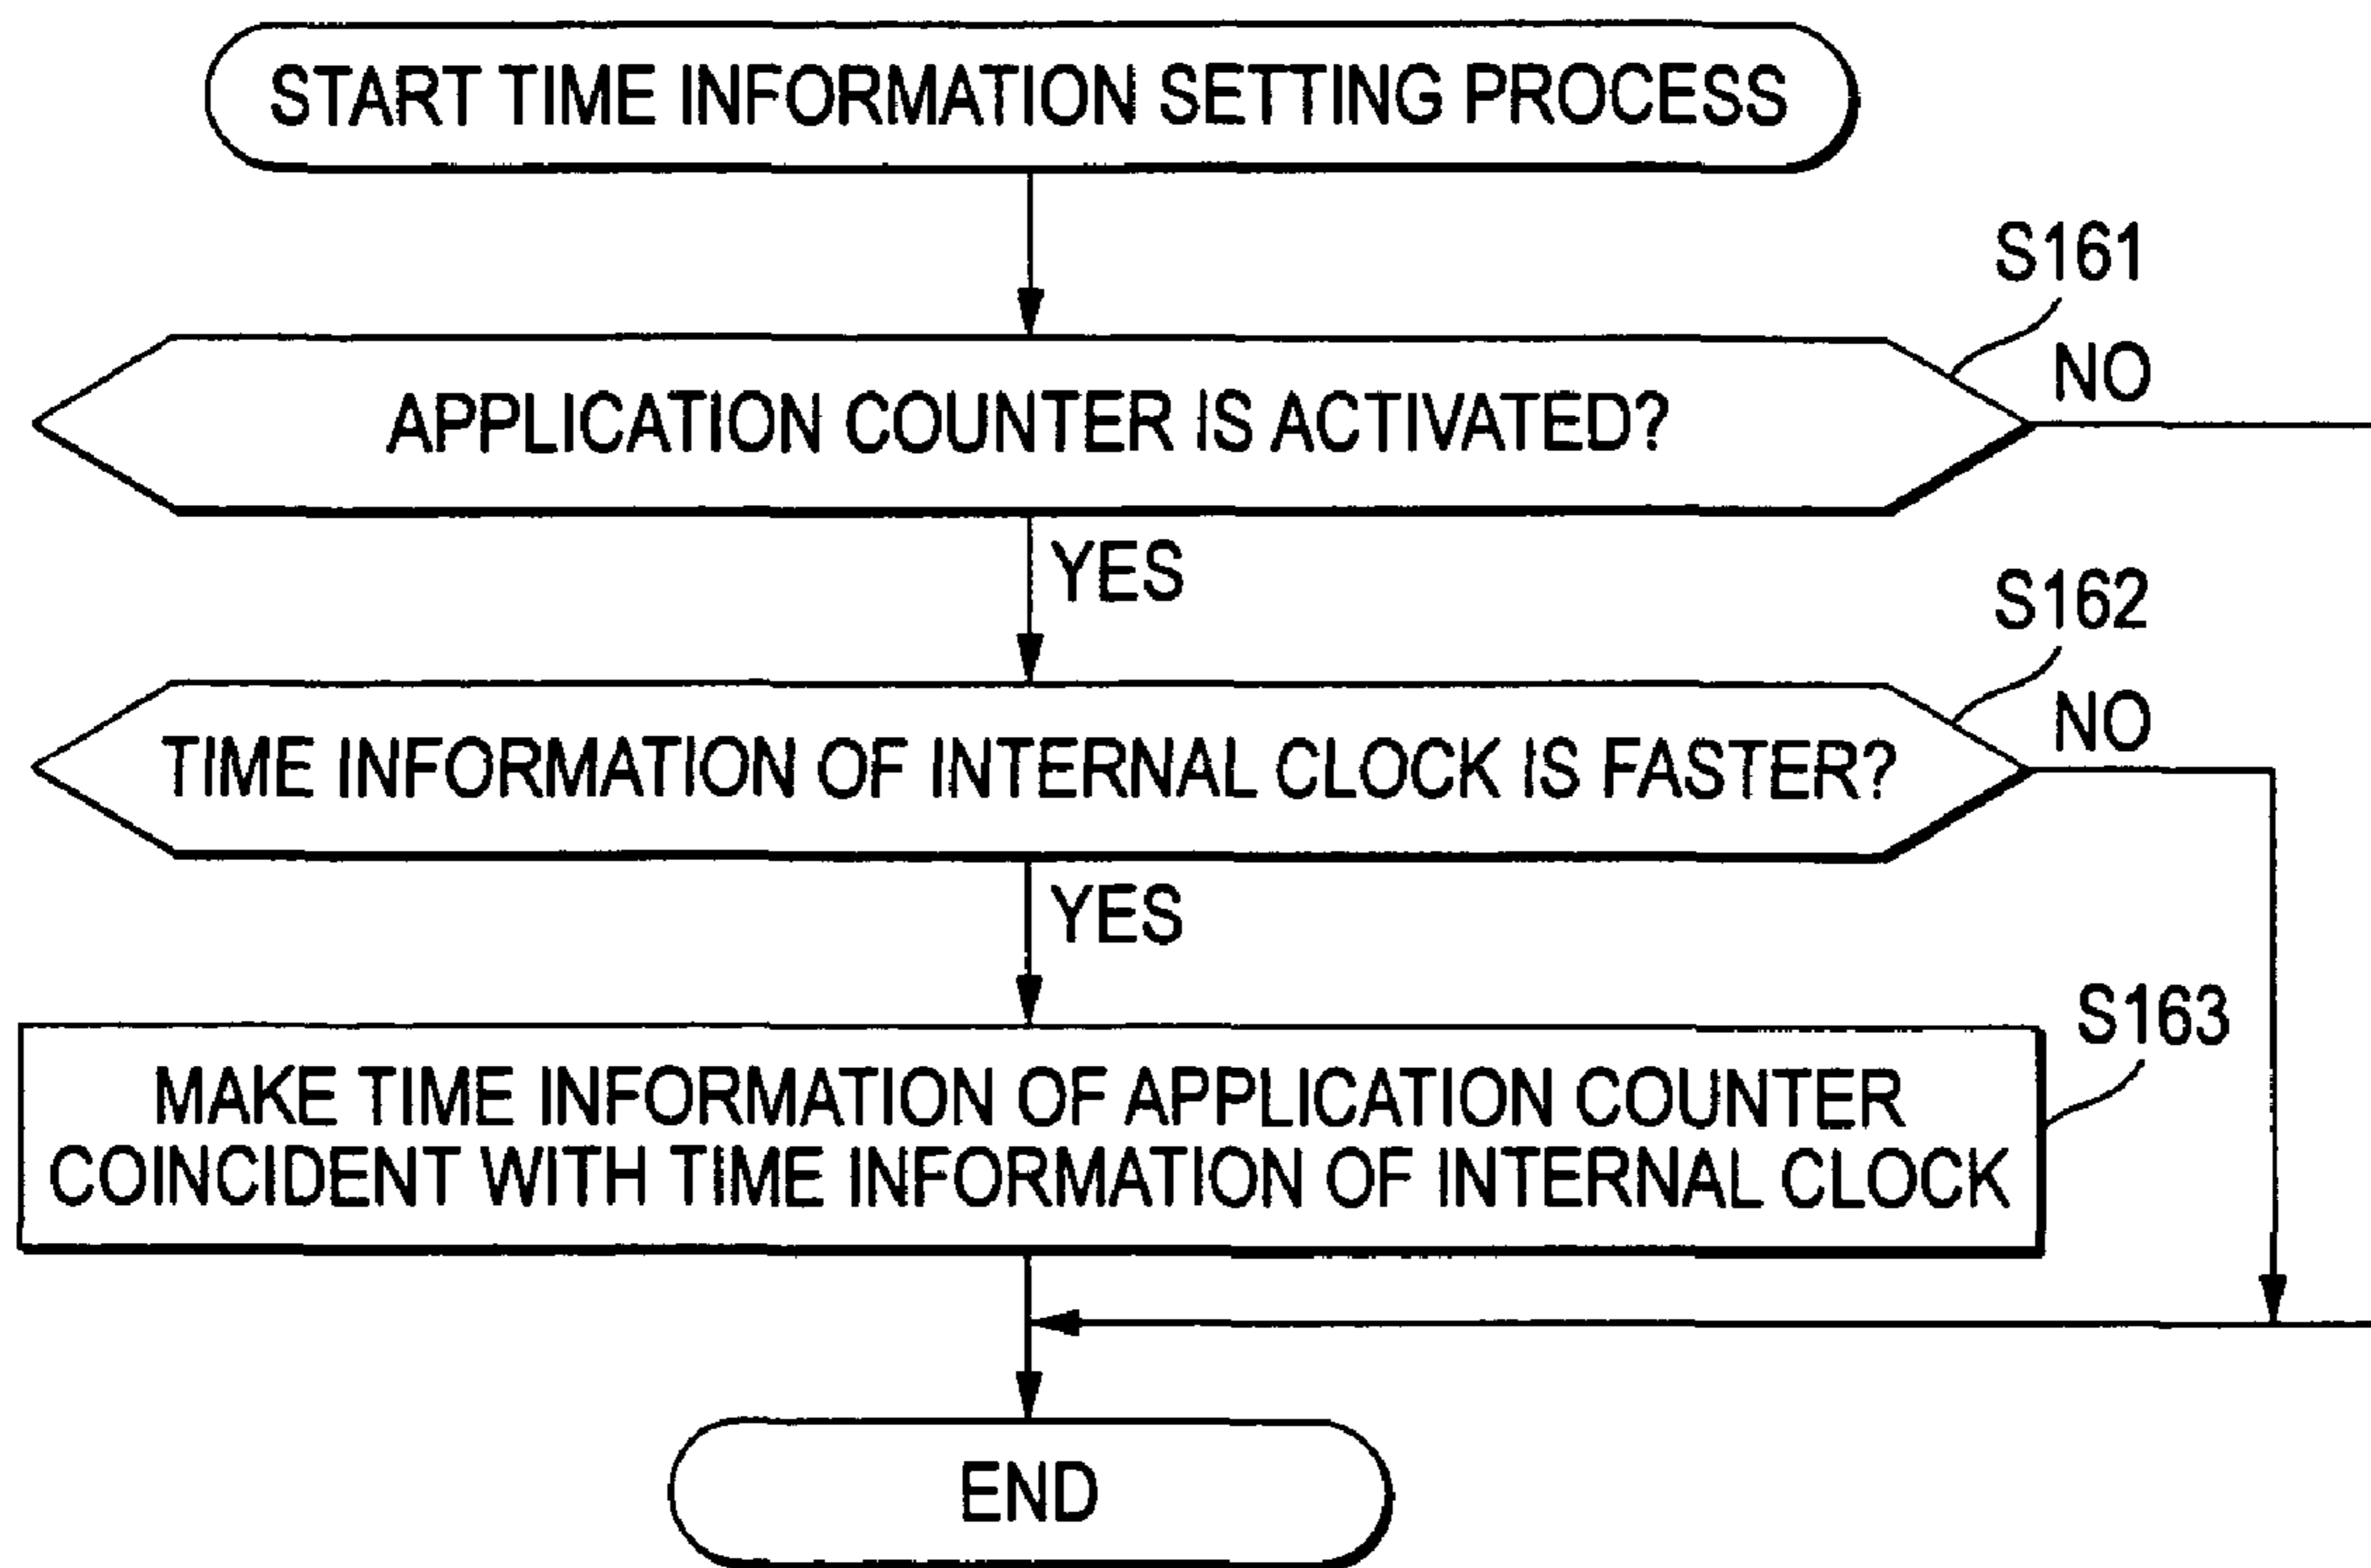 START TIME INFORMATION SETTING PROCESS
S161
NO
APPLICATION COUNTER IS ACTIVATED?
YES
S162
NO
TIME INFORMATION OF INTERNAL CLOCK IS FASTER?
YES
S163
MAKE TIME INFORMATION OF APPLICATION COUNTER
COINCIDENT WITH TIME INFORMATION OF INTERNAL CLOCK
END